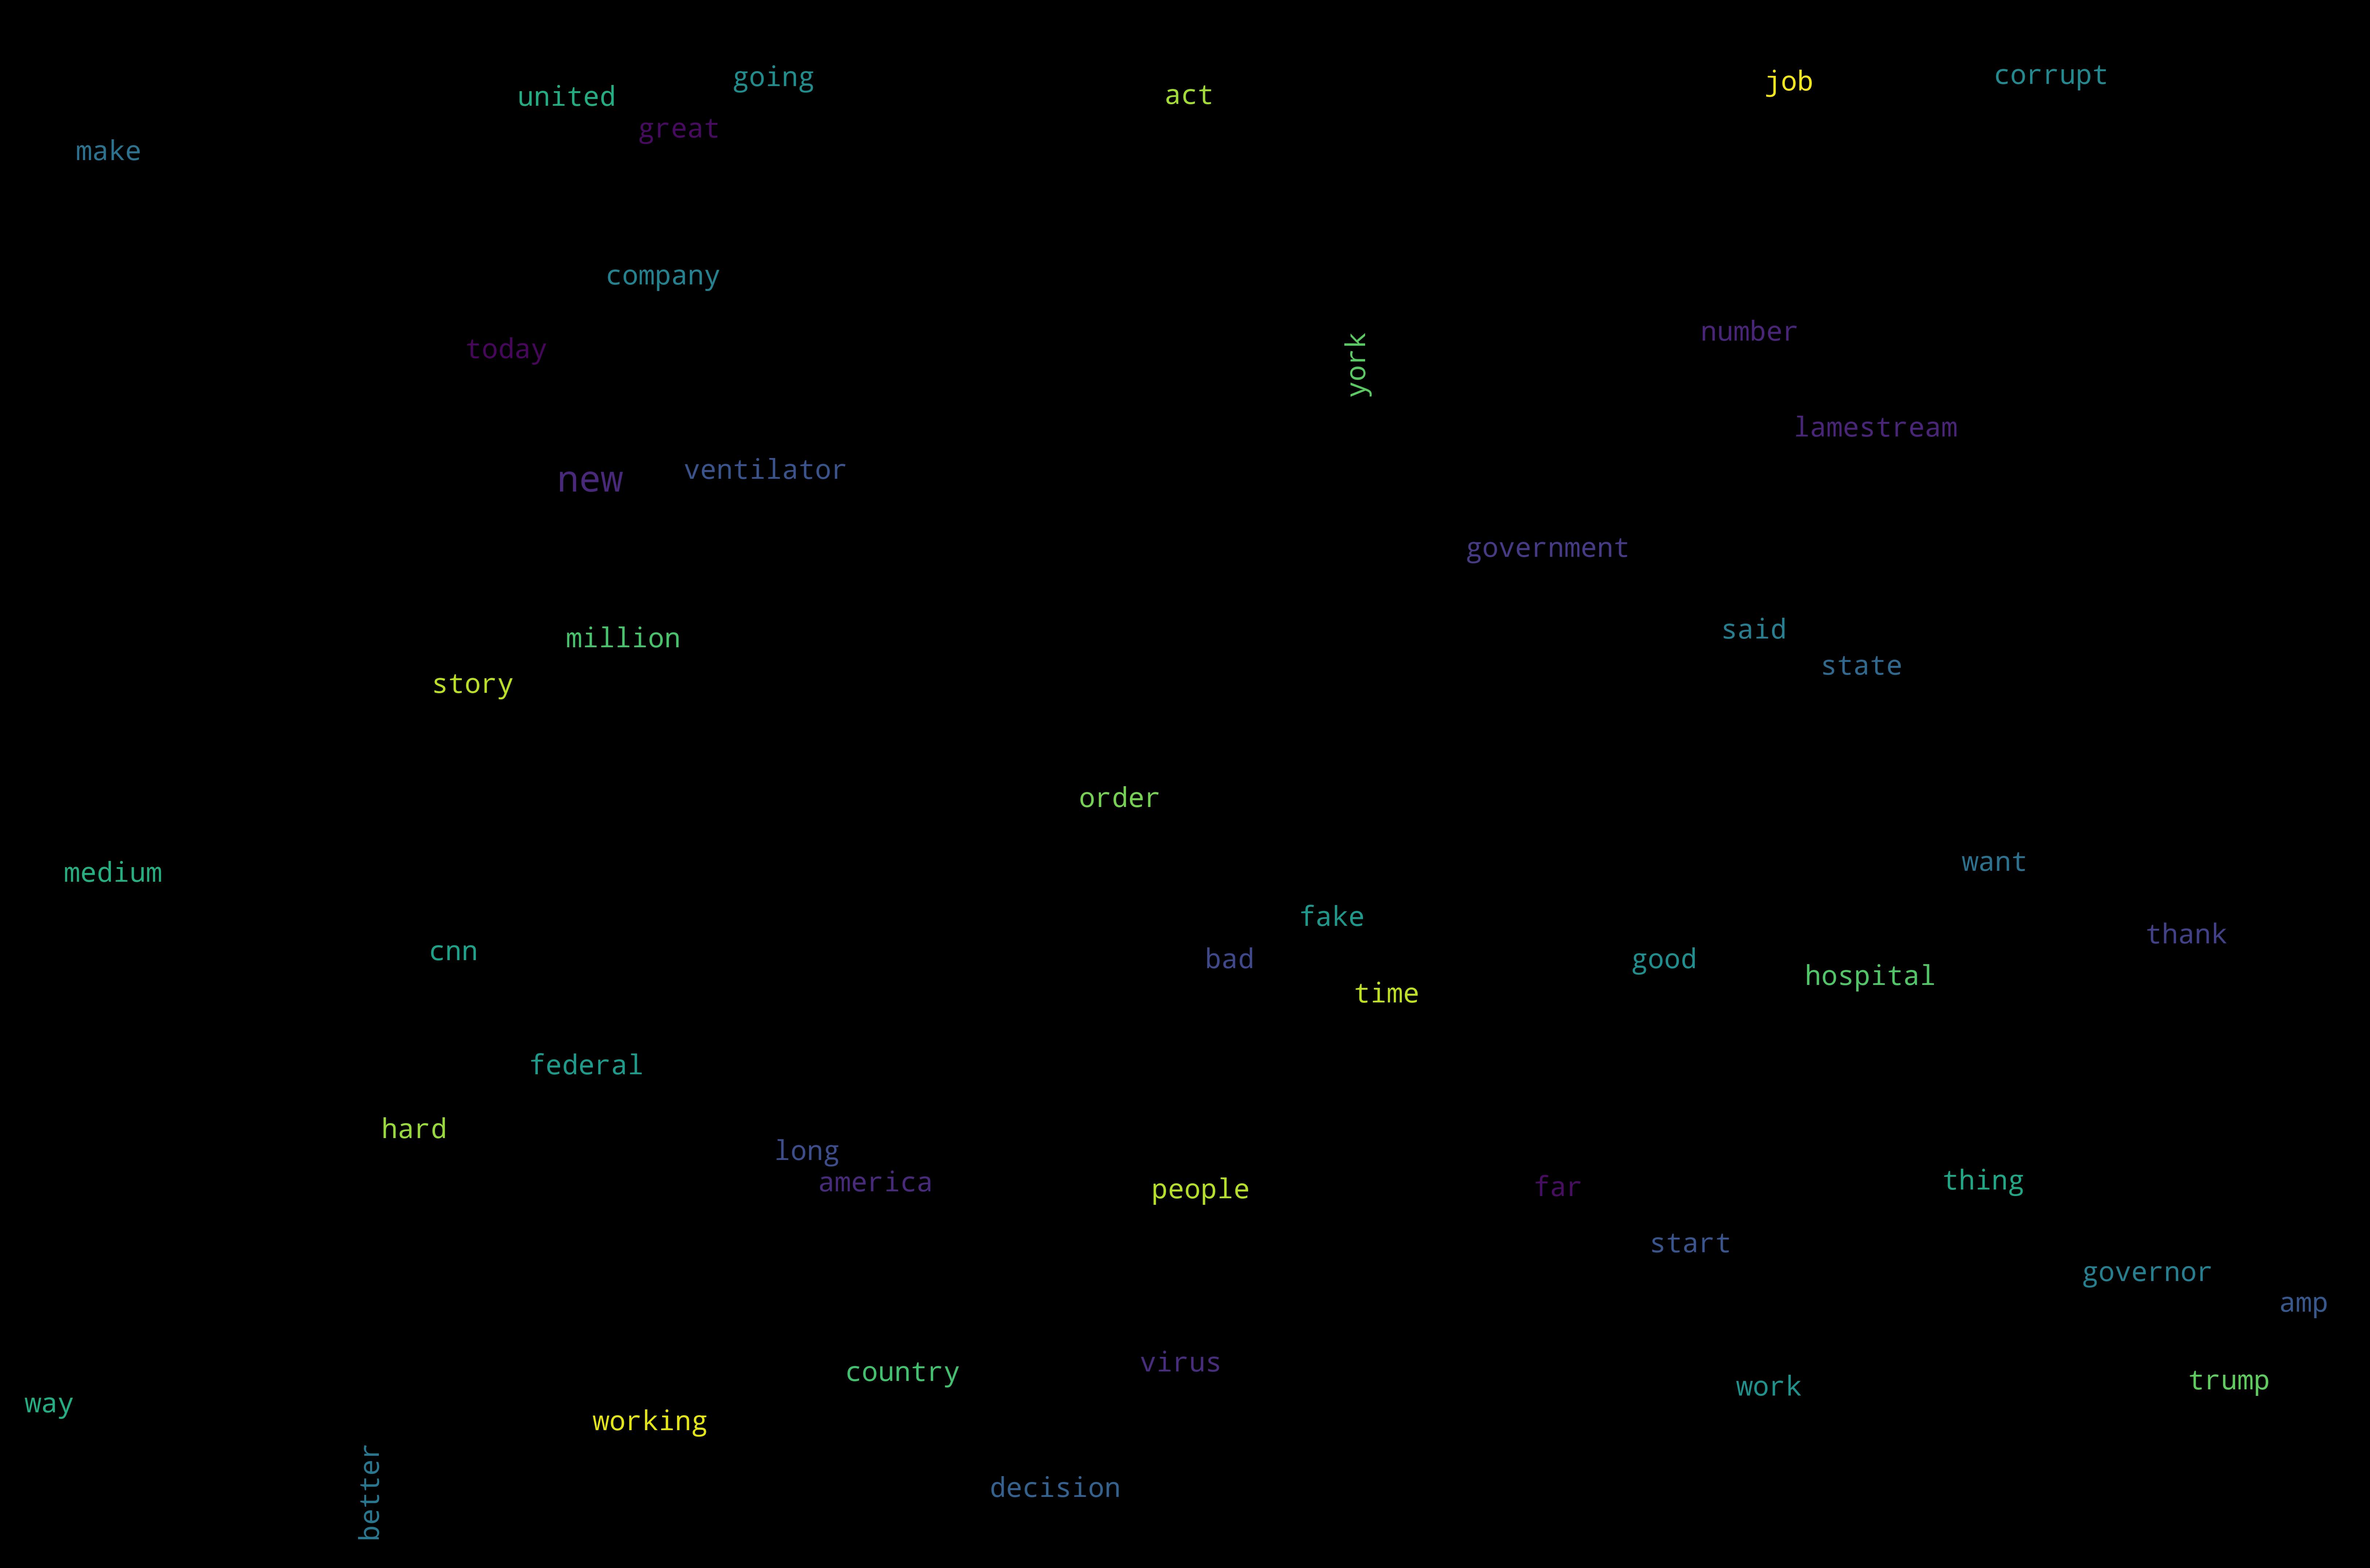 going
job
corrupt
united
act
great
make
company
number
today
york
lamestream
ventilator
new
government
said
million
state
story
order
want
medium
fake
thank
cnn
bad
good
hospital
time
federal
hard
long
america
people
far
thing
start
governor
amp
virus
country
trump
work
way
working
better
decision